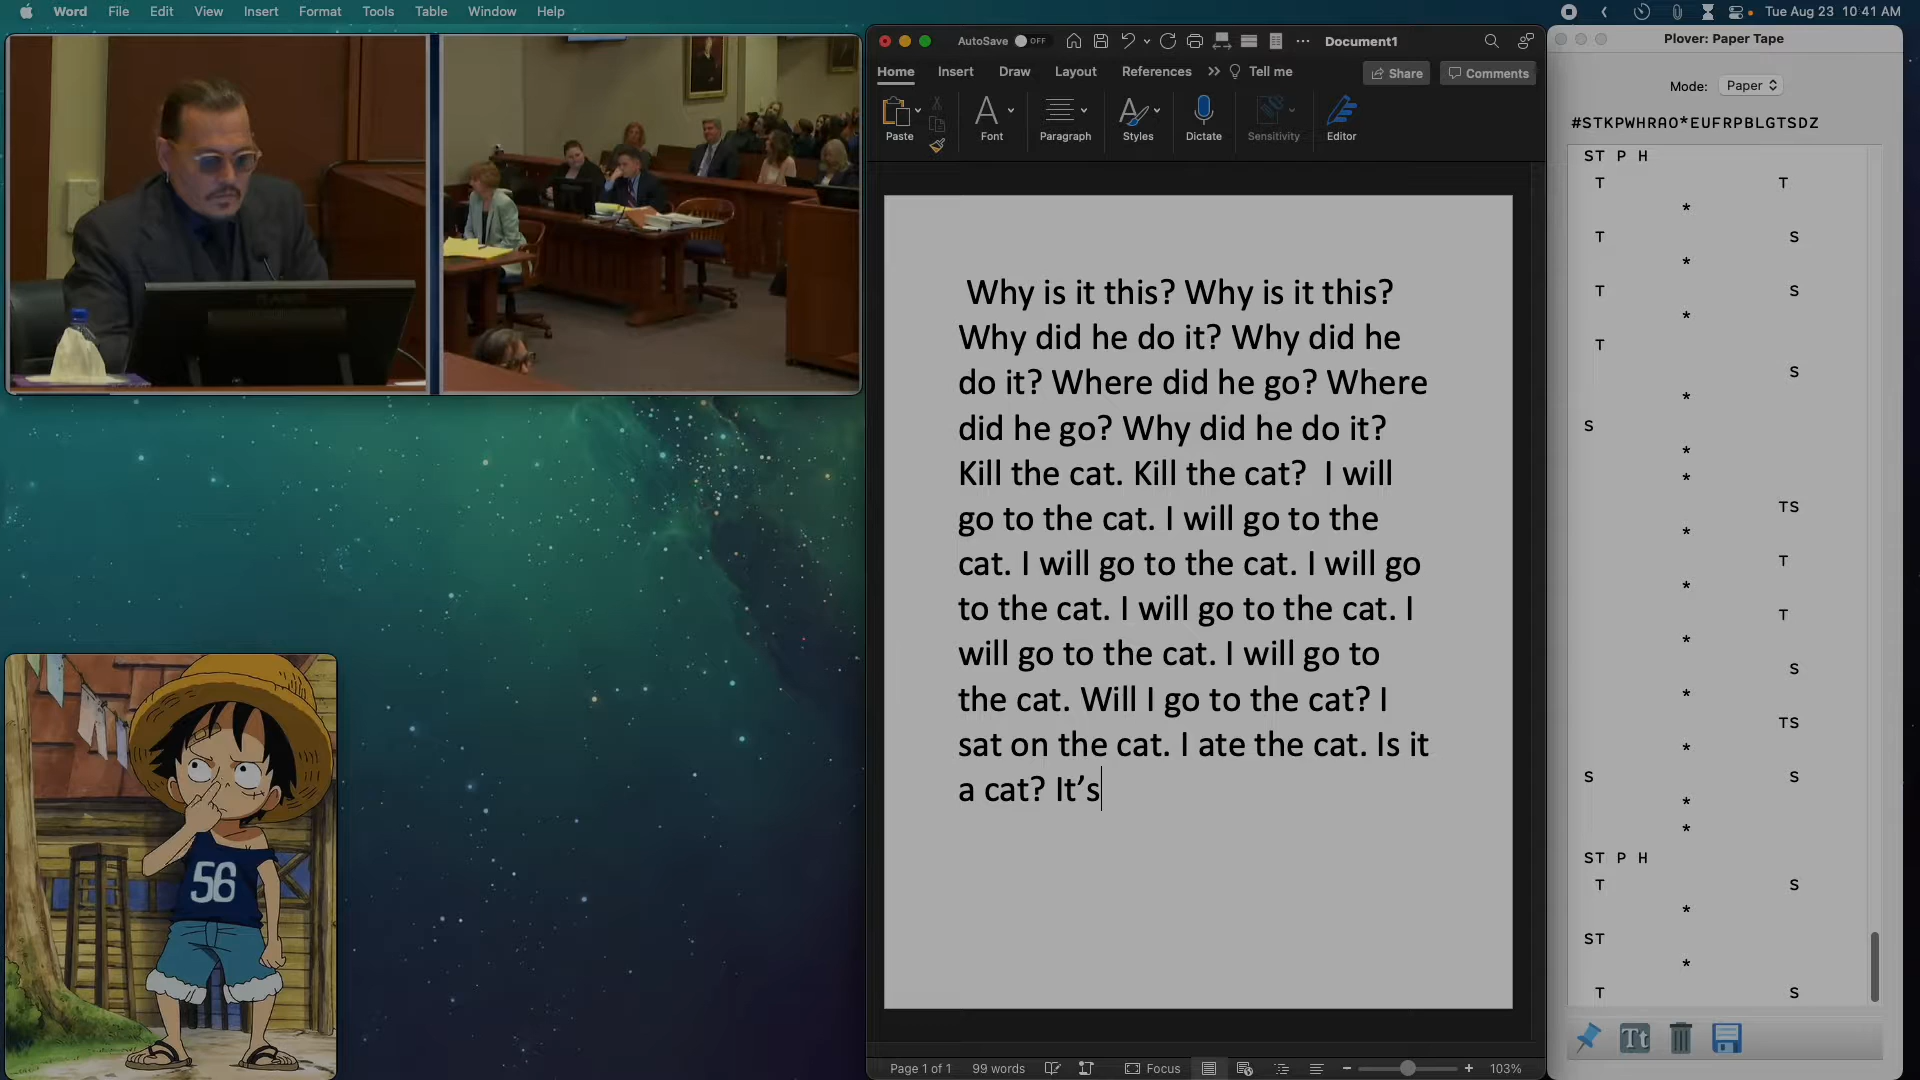 Word File Edit View Insert Format Tools Table Window Help
Tue Aug 23 10:41 AM
AutoSave OFF
Document1
Home Insert Draw Layout References Tell me
Share Comments
Paste Font Paragraph Styles Dictate Sensitivity Editor
Why is it this? Why is it this?
Why did he do it? Why did he
do it? Where did he go? Where
did he go? Why did he do it?
Kill the cat. Kill the cat? I will
go to the cat. I will go to the
cat. I will go to the cat. I will go
to the cat. I will go to the cat. I
will go to the cat. I will go to
the cat. Will I go to the cat? I
sat on the cat. I ate the cat. Is it
a cat? It’s
Page 1 of 1 99 words Focus 103%
Plover: Paper Tape
Mode: Paper
#STKPWHRAO*EUFRPBLGTSDZ
ST P H
T T
*
T S
*
T S
*
T
S
*
S
*
*
TS
*
T
*
T
*
S
*
TS
*
S S
*
*
ST P H
T S
*
ST
*
T S
Tt
56